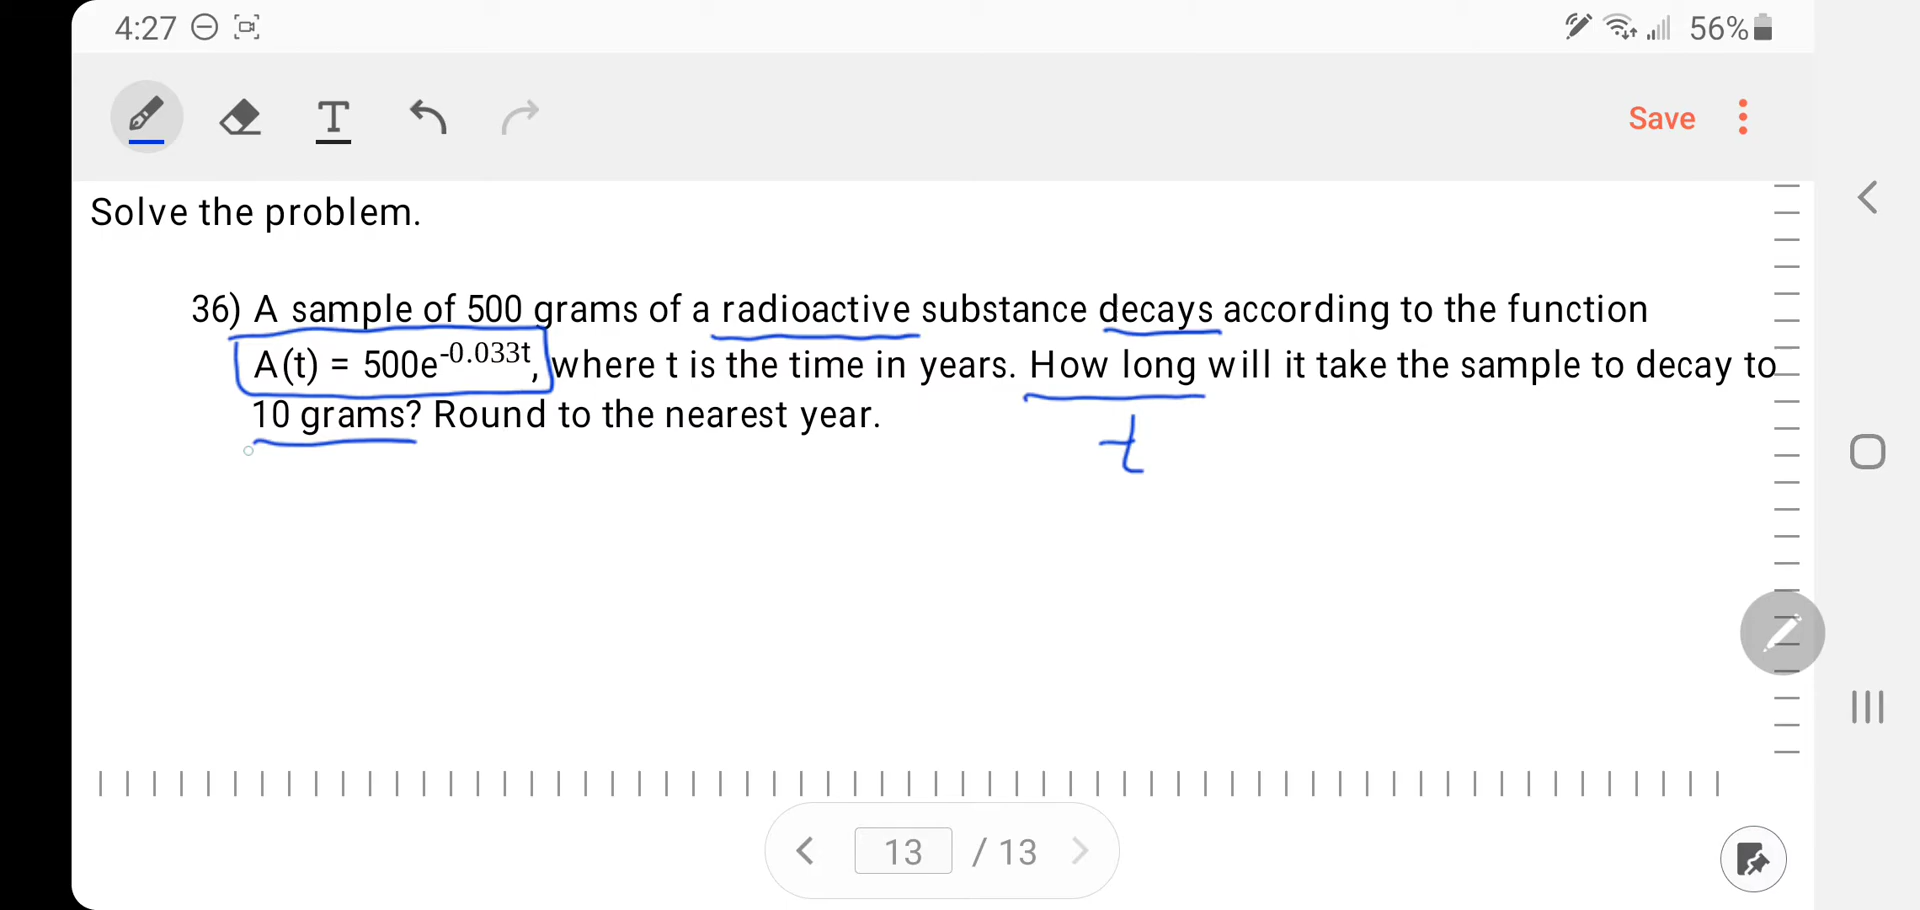 4:27 56%
T Save
Solve the problem.
36) A sample of 500 grams of a radioactive substance decays according to the function
A(t) = 500e^-0.033t, where t is the time in years. How long will it take the sample to decay to
10 grams? Round to the nearest year.
t
13 / 13